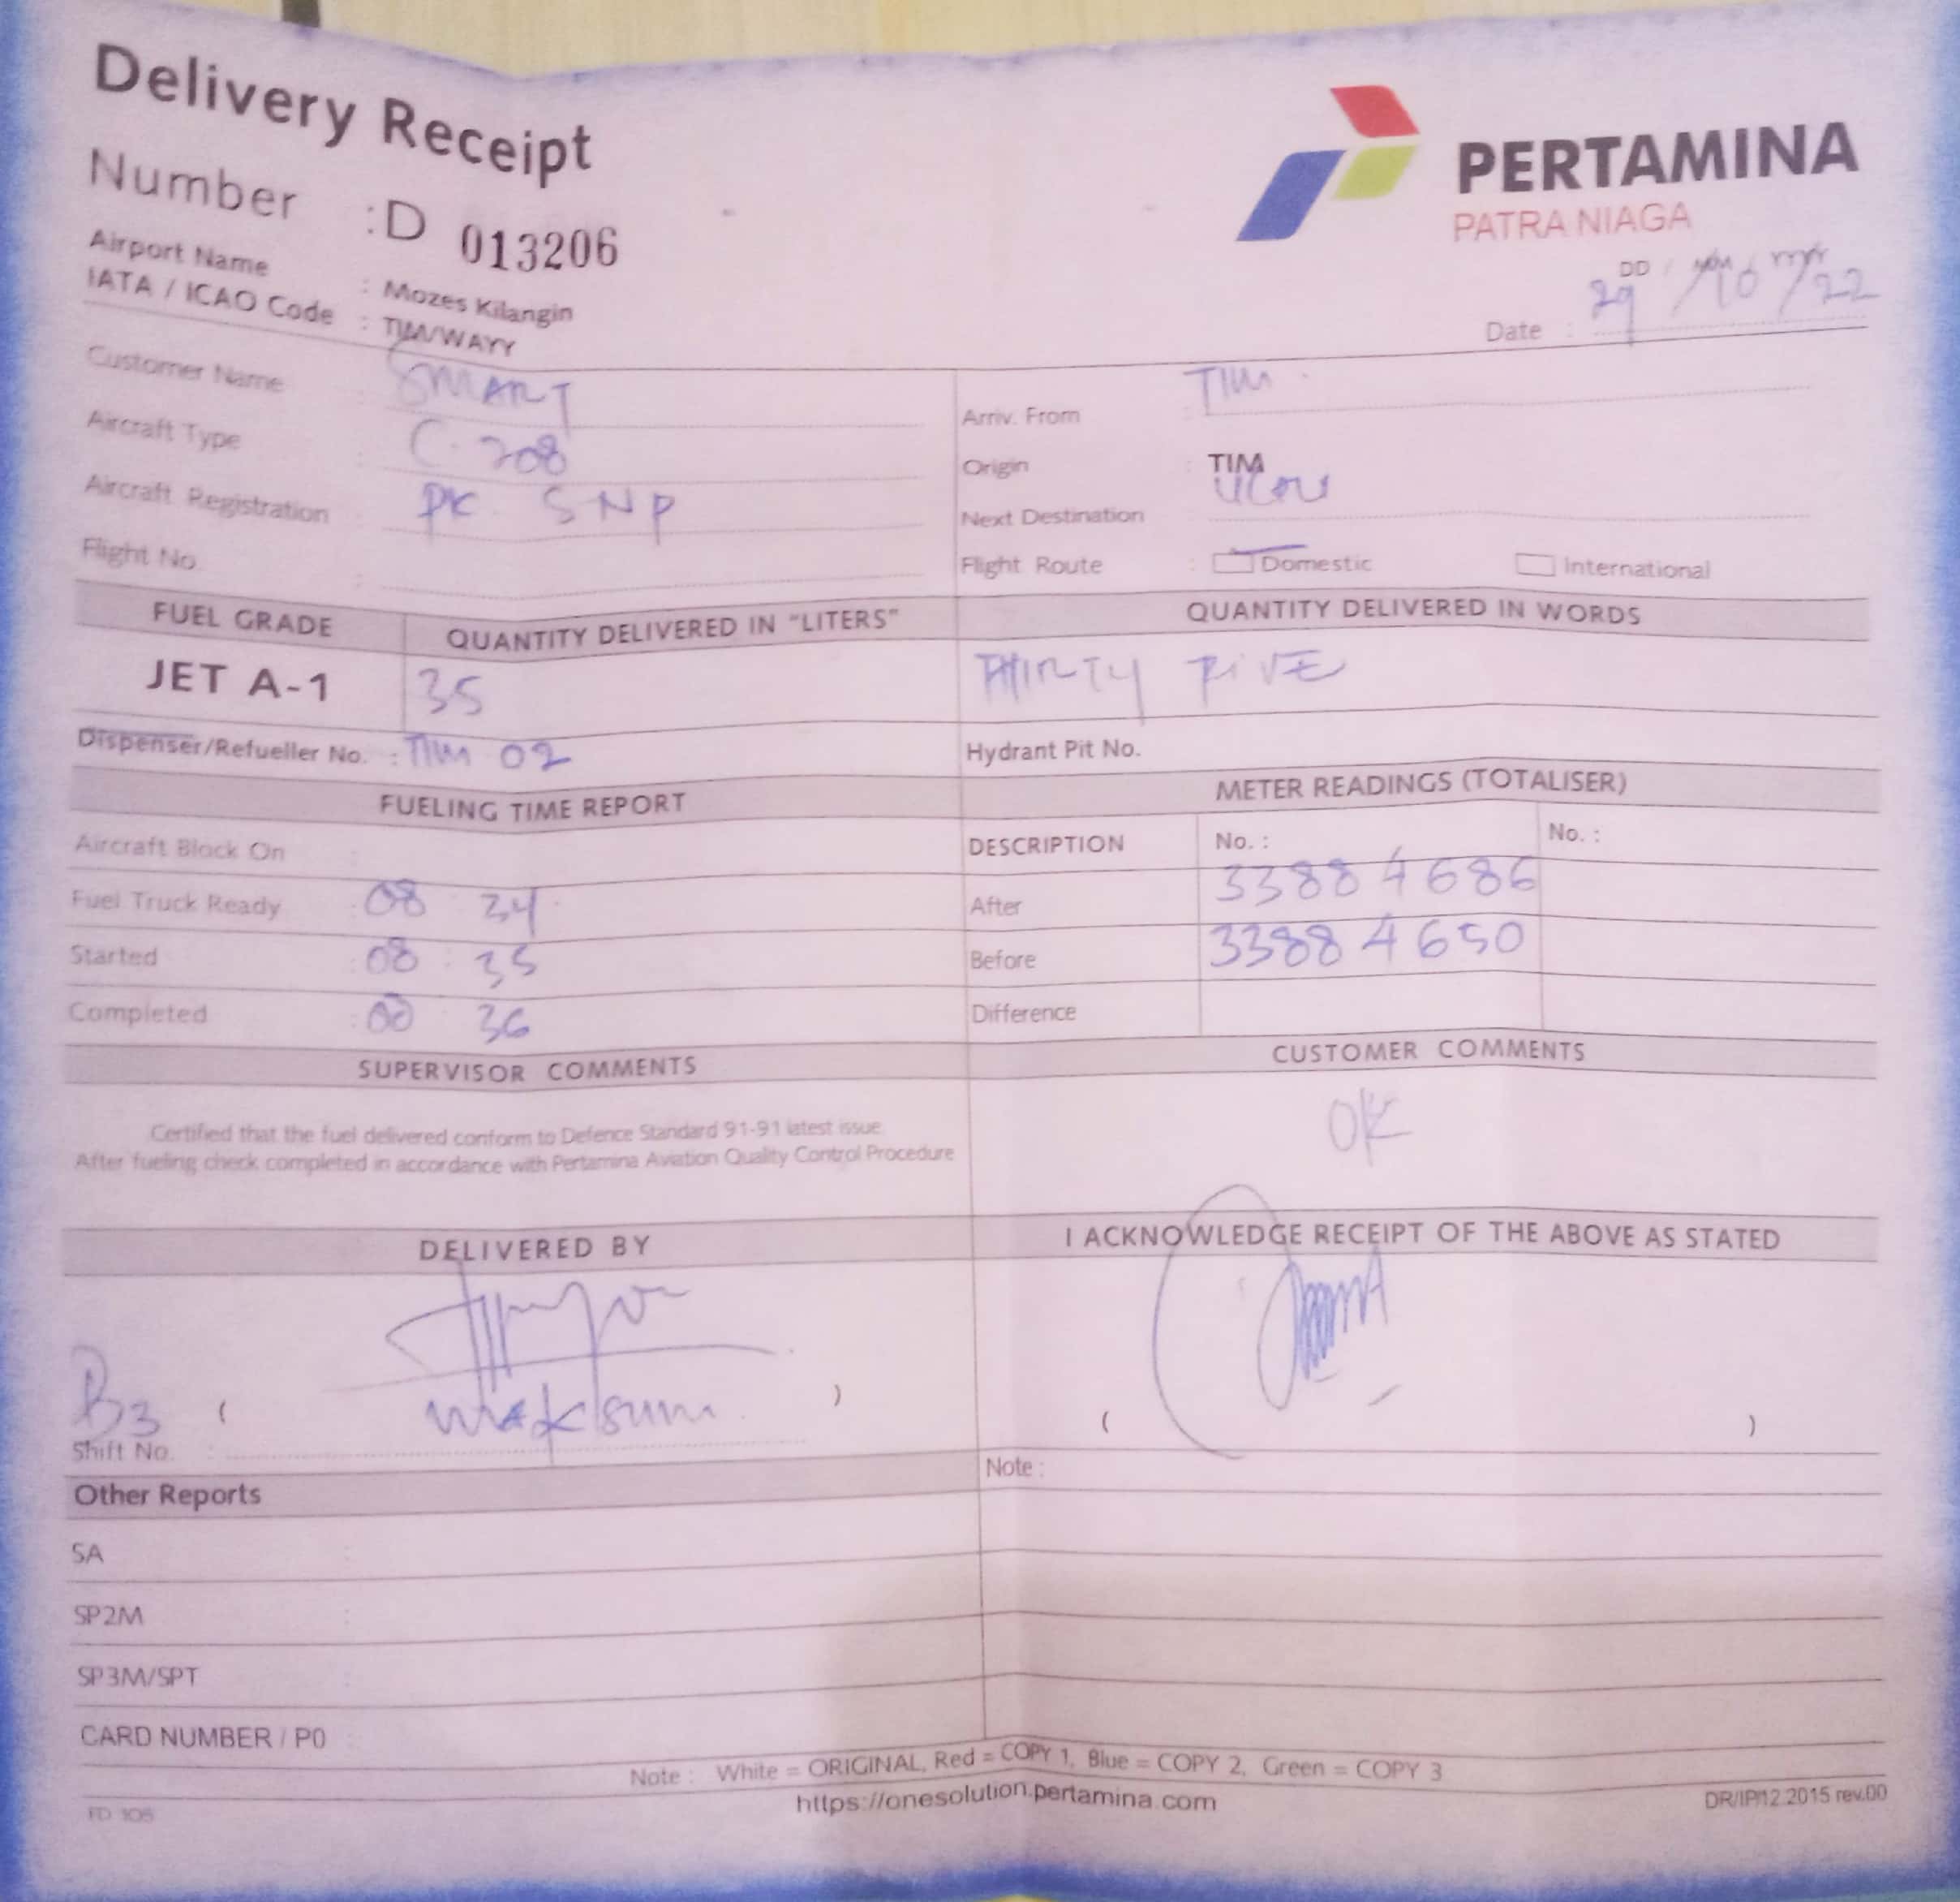 Delivery Receipt
Number : D 013206
Airport Name : Mozes Kilangin
IATA / ICAO Code : TIM/WAYY
PERTAMINA
PATRA NIAGA
DD / MM / YYYY
Date : 29/10/22
Customer Name : SMART
Aircraft Type : C. 208
Aircraft Registration : PK. SNP
Flight No. :
Arriv. From : TIM
Origin : TIM
Next Destination
Flight Route : Domestic International
FUEL GRADE QUANTITY DELIVERED IN "LITERS" QUANTITY DELIVERED IN WORDS
JET A-1 35 THIRTY FIVE
Dispenser/Refueller No. : TIM 02 Hydrant Pit No.
FUELING TIME REPORT METER READINGS (TOTALISER)
Aircraft Block On : DESCRIPTION No. : No. :
Fuel Truck Ready : 08 34 After 33884686
Started : 08 : 35 Before 33884650
Completed : 08 36 Difference
SUPERVISOR COMMENTS CUSTOMER COMMENTS
Certified that the fuel delivered conform to Defence Standard 91-91 latest issue.
After fueling check completed in accordance with Pertamina Aviation Quality Control Procedure
OK
DELIVERED BY I ACKNOWLEDGE RECEIPT OF THE ABOVE AS STATED
B3 ( Maksum ) ( )
Shift No. :
Note :
Other Reports
SA :
SP2M :
SP3M/SPT :
CARD NUMBER / PO :
Note : White = ORIGINAL, Red = COPY 1, Blue = COPY 2, Green = COPY 3
https://onesolution.pertamina.com
FD 105
DR/IP/12.2015 rev.00